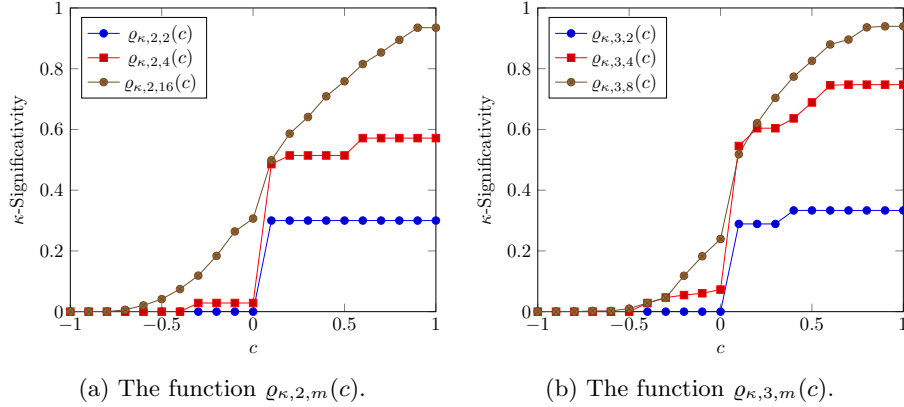 ϱκ,2,2(c)
ϱκ,2,4(c)
ϱκ,2,16(c)
κ-Significativity
1
0.8
0.6
0.4
0.2
0
−1 −0.5 0 0.5 1
c
(a) The function ϱκ,2,m(c).
ϱκ,3,2(c)
ϱκ,3,4(c)
ϱκ,3,8(c)
κ-Significativity
1
0.8
0.6
0.4
0.2
0
−1 −0.5 0 0.5 1
c
(b) The function ϱκ,3,m(c).